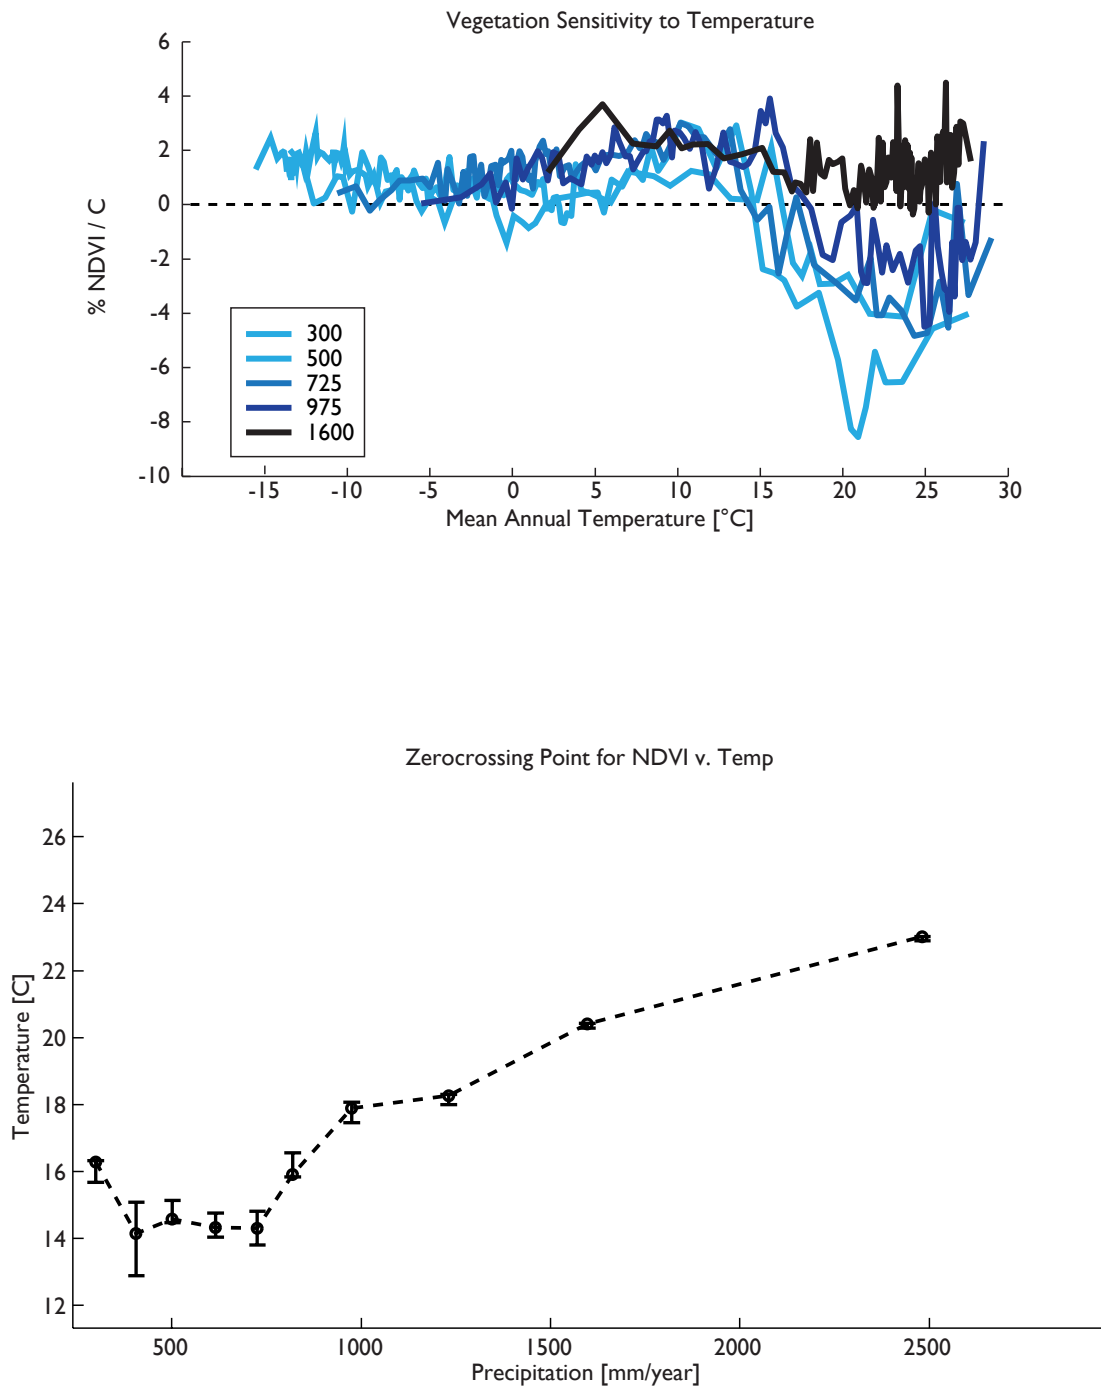 Vegetation Sensitivity to Temperature
6
4
2
0
-2
-4
-6
-8
-10
% NDVI / C
300
500
725
975
1600
-15 -10 -5 0 5 10 15 20 25 30
Mean Annual Temperature [°C]
Zerocrossing Point for NDVI v. Temp
26
24
22
20
18
16
14
12
Temperature [C]
500 1000 1500 2000 2500
Precipitation [mm/year]